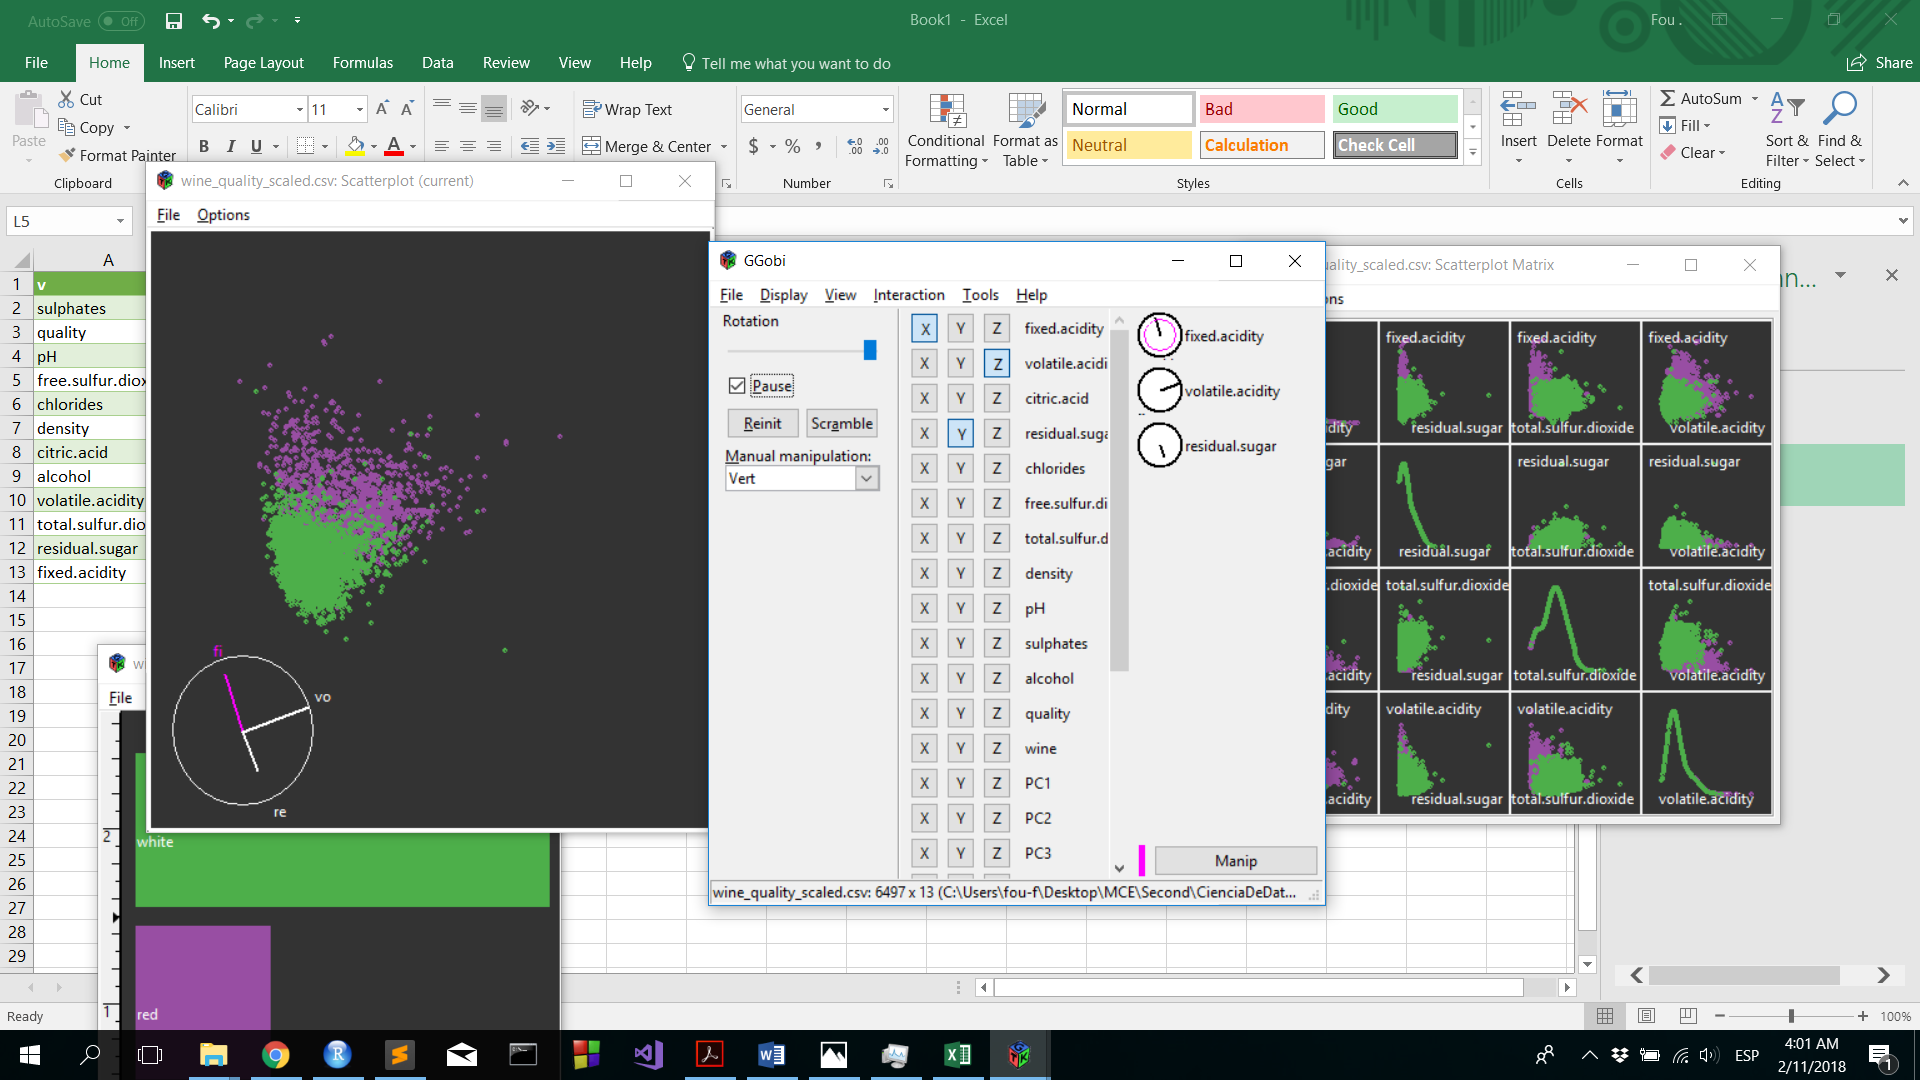 AutoSave Off
Book1 - Excel
Fou .
File Home Insert Page Layout Formulas Data Review View Help Tell me what you want to do Share
Paste
Cut
Copy
Format Painter
Clipboard
Calibri 11
B I U
Wrap Text
Merge & Center
General
$ % ,
Number
Conditional Formatting
Format as Table
Normal Bad Good
Neutral Calculation Check Cell
Styles
Insert Delete Format
Cells
AutoSum
Fill
Clear
Sort & Filter
Find & Select
Editing
L5
A
1 v
2 sulphates
3 quality
4 pH
5 free.sulfur.diox
6 chlorides
7 density
8 citric.acid
9 alcohol
10 volatile.acidity
11 total.sulfur.dio
12 residual.sugar
13 fixed.acidity
14
15
16
17
18
19
20
21
22
23
24
25
26
27
28
29
wine_quality_scaled.csv: Scatterplot (current)
File Options
fi
vo
re
w
File
2
white
1
red
GGobi
File Display View Interaction Tools Help
Rotation
Pause
Reinit Scramble
Manual manipulation:
Vert
X Y Z fixed.acidity
X Y Z volatile.acidi
X Y Z citric.acid
X Y Z residual.suga
X Y Z chlorides
X Y Z free.sulfur.di
X Y Z total.sulfur.d
X Y Z density
X Y Z pH
X Y Z sulphates
X Y Z alcohol
X Y Z quality
X Y Z wine
X Y Z PC1
X Y Z PC2
X Y Z PC3
fixed.acidity
volatile.acidity
residual.sugar
Manip
wine_quality_scaled.csv: 6497 x 13 (C:\Users\fou-f\Desktop\MCE\Second\CienciaDeDat...
ality_scaled.csv: Scatterplot Matrix
ons
n...
fixed.acidity fixed.acidity fixed.acidity
idity residual.sugar total.sulfur.dioxide volatile.acidity
gar residual.sugar residual.sugar
.acidity residual.sugar total.sulfur.dioxide volatile.acidity
fur.dioxide total.sulfur.dioxide total.sulfur.dioxide
.acidity residual.sugar total.sulfur.dioxide volatile.acidity
dity volatile.acidity volatile.acidity
.acidity residual.sugar total.sulfur.dioxide volatile.acidity
Ready
100%
ESP
4:01 AM
2/11/2018
1